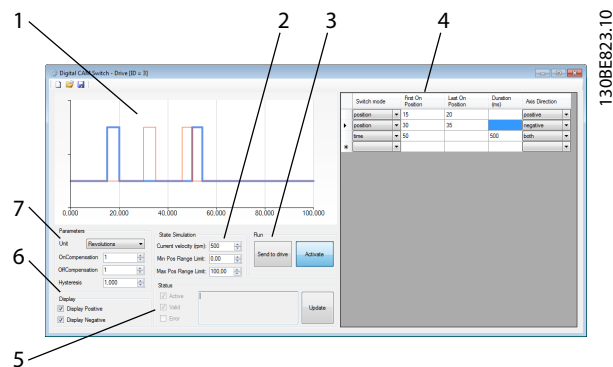 1
2
3
4
130BE823.10
Digital CAM Switch - Drive [ID = 3]
Switch mode First On Position Last On Position Duration (ms) Axis Direction
position 15 20 positive
position 30 35 negative
time 50 500 both
0.000 20.000 40.000 60.000 80.000 100.000
7
Parameters
Unit Revolutions
OnCompensation 1
OffCompensation 1
Hysteresis 1,000
State Simulation
Current velocity (rpm): 500
Min Pos Range Limit: 0.00
Max Pos Range Limit: 100,00
Run
Send to drive
Activate
6
Display
Display Positive
Display Negative
Status
Active
Valid
Error
Update
5